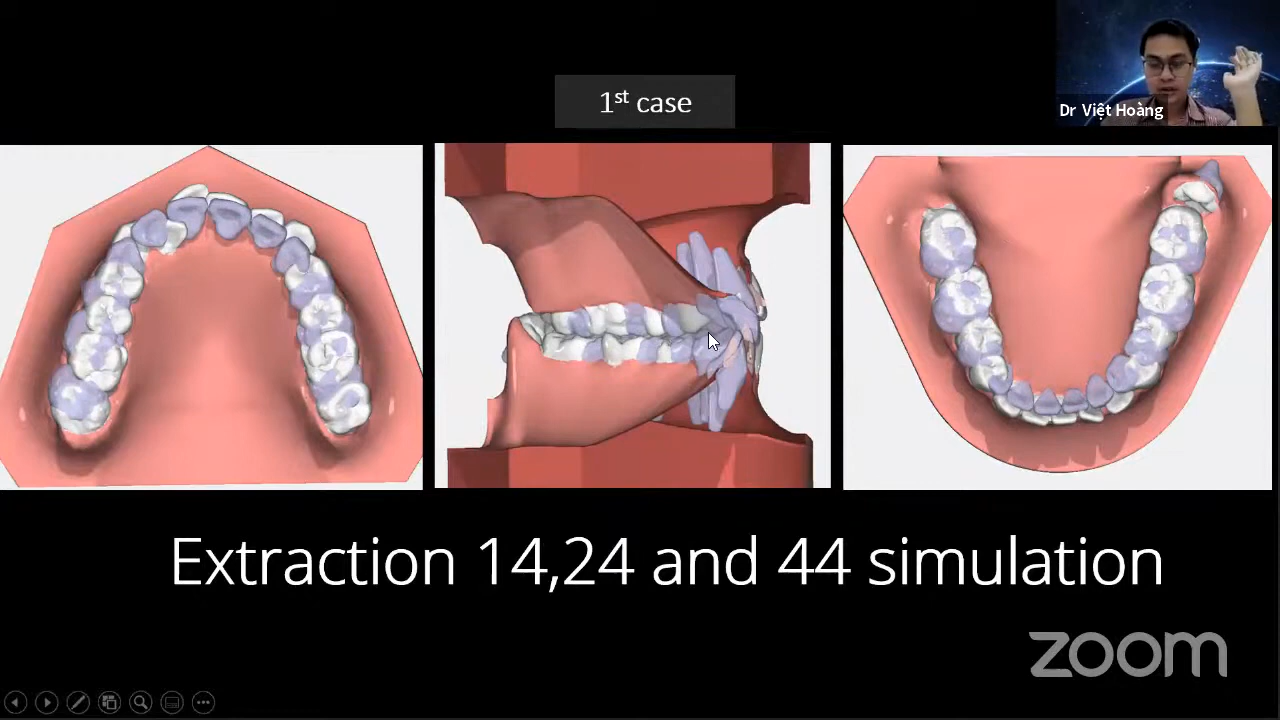 1st case
Dr Việt Hoàng
Extraction 14,24 and 44 simulation
zoom